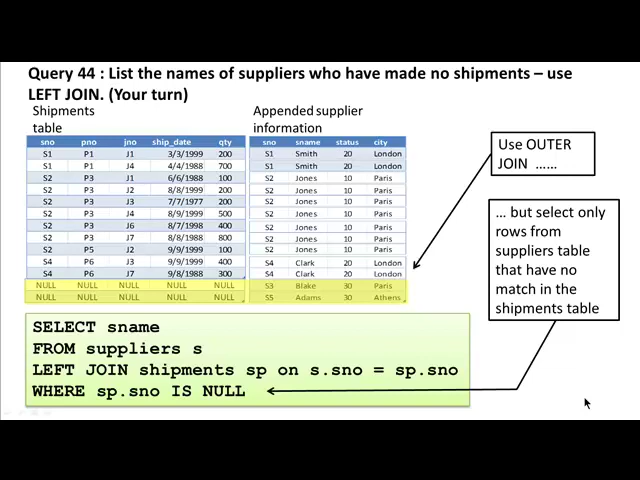 Query 44 : List the names of suppliers who have made no shipments – use
LEFT JOIN. (Your turn)
Shipments
table
sno pno jno ship_date qty
S1 P1 J1 3/3/1999 200
S1 P1 J4 4/4/1988 700
S2 P3 J1 6/6/1988 100
S2 P3 J2 8/8/1999 200
S2 P3 J3 7/7/1977 200
S2 P3 J4 8/9/1999 500
S2 P3 J6 8/7/1998 400
S2 P3 J7 8/8/1988 800
S2 P5 J2 9/9/1999 100
S4 P6 J3 9/9/1999 200
S4 P6 J7 9/8/1988 300
NULL NULL NULL NULL NULL
NULL NULL NULL NULL NULL
Appended supplier
information
sno sname status city
S1 Smith 20 London
S1 Smith 20 London
S2 Jones 10 Paris
S2 Jones 10 Paris
S2 Jones 10 Paris
S2 Jones 10 Paris
S2 Jones 10 Paris
S2 Jones 10 Paris
S2 Jones 10 Paris
S4 Clark 20 London
S4 Clark 20 London
S3 Blake 30 Paris
S5 Adams 30 Athens
Use OUTER
JOIN ……
… but select only
rows from
suppliers table
that have no
match in the
shipments table
SELECT sname
FROM suppliers s
LEFT JOIN shipments sp on s.sno = sp.sno
WHERE sp.sno IS NULL